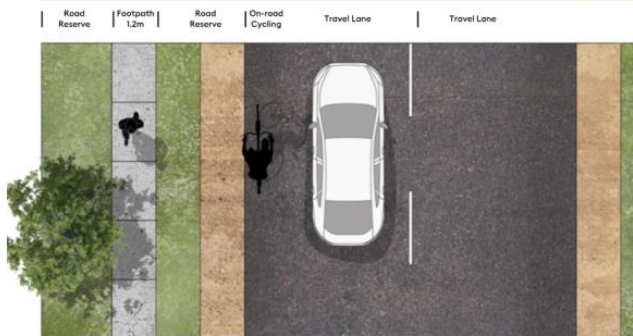 Road
Reserve
Footpath
1.2m
Road
Reserve
On-road
Cycling
Travel Lane
Travel Lane